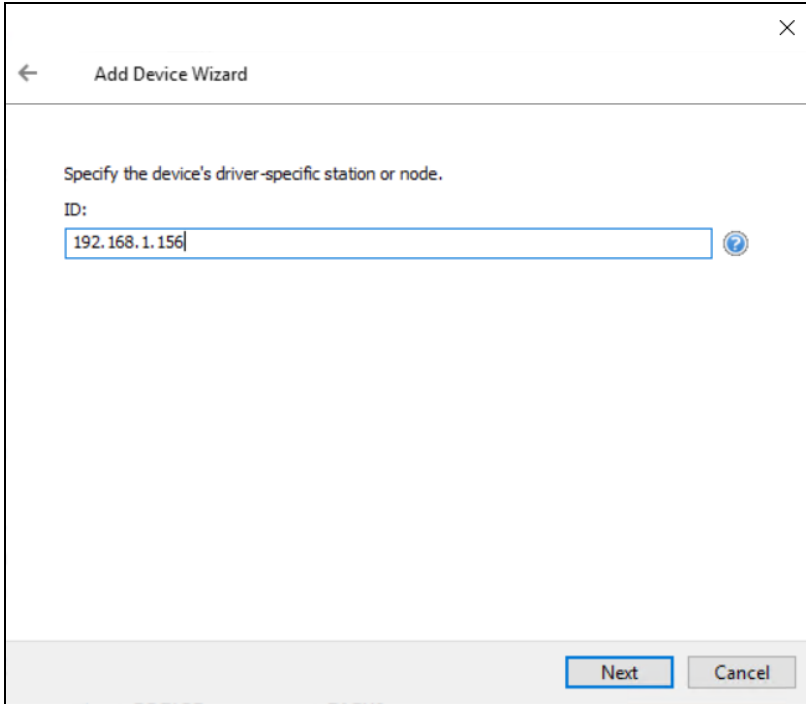 Add Device Wizard
Specify the device's driver-specific station or node.
ID:
192.168.1.156
Next
Cancel